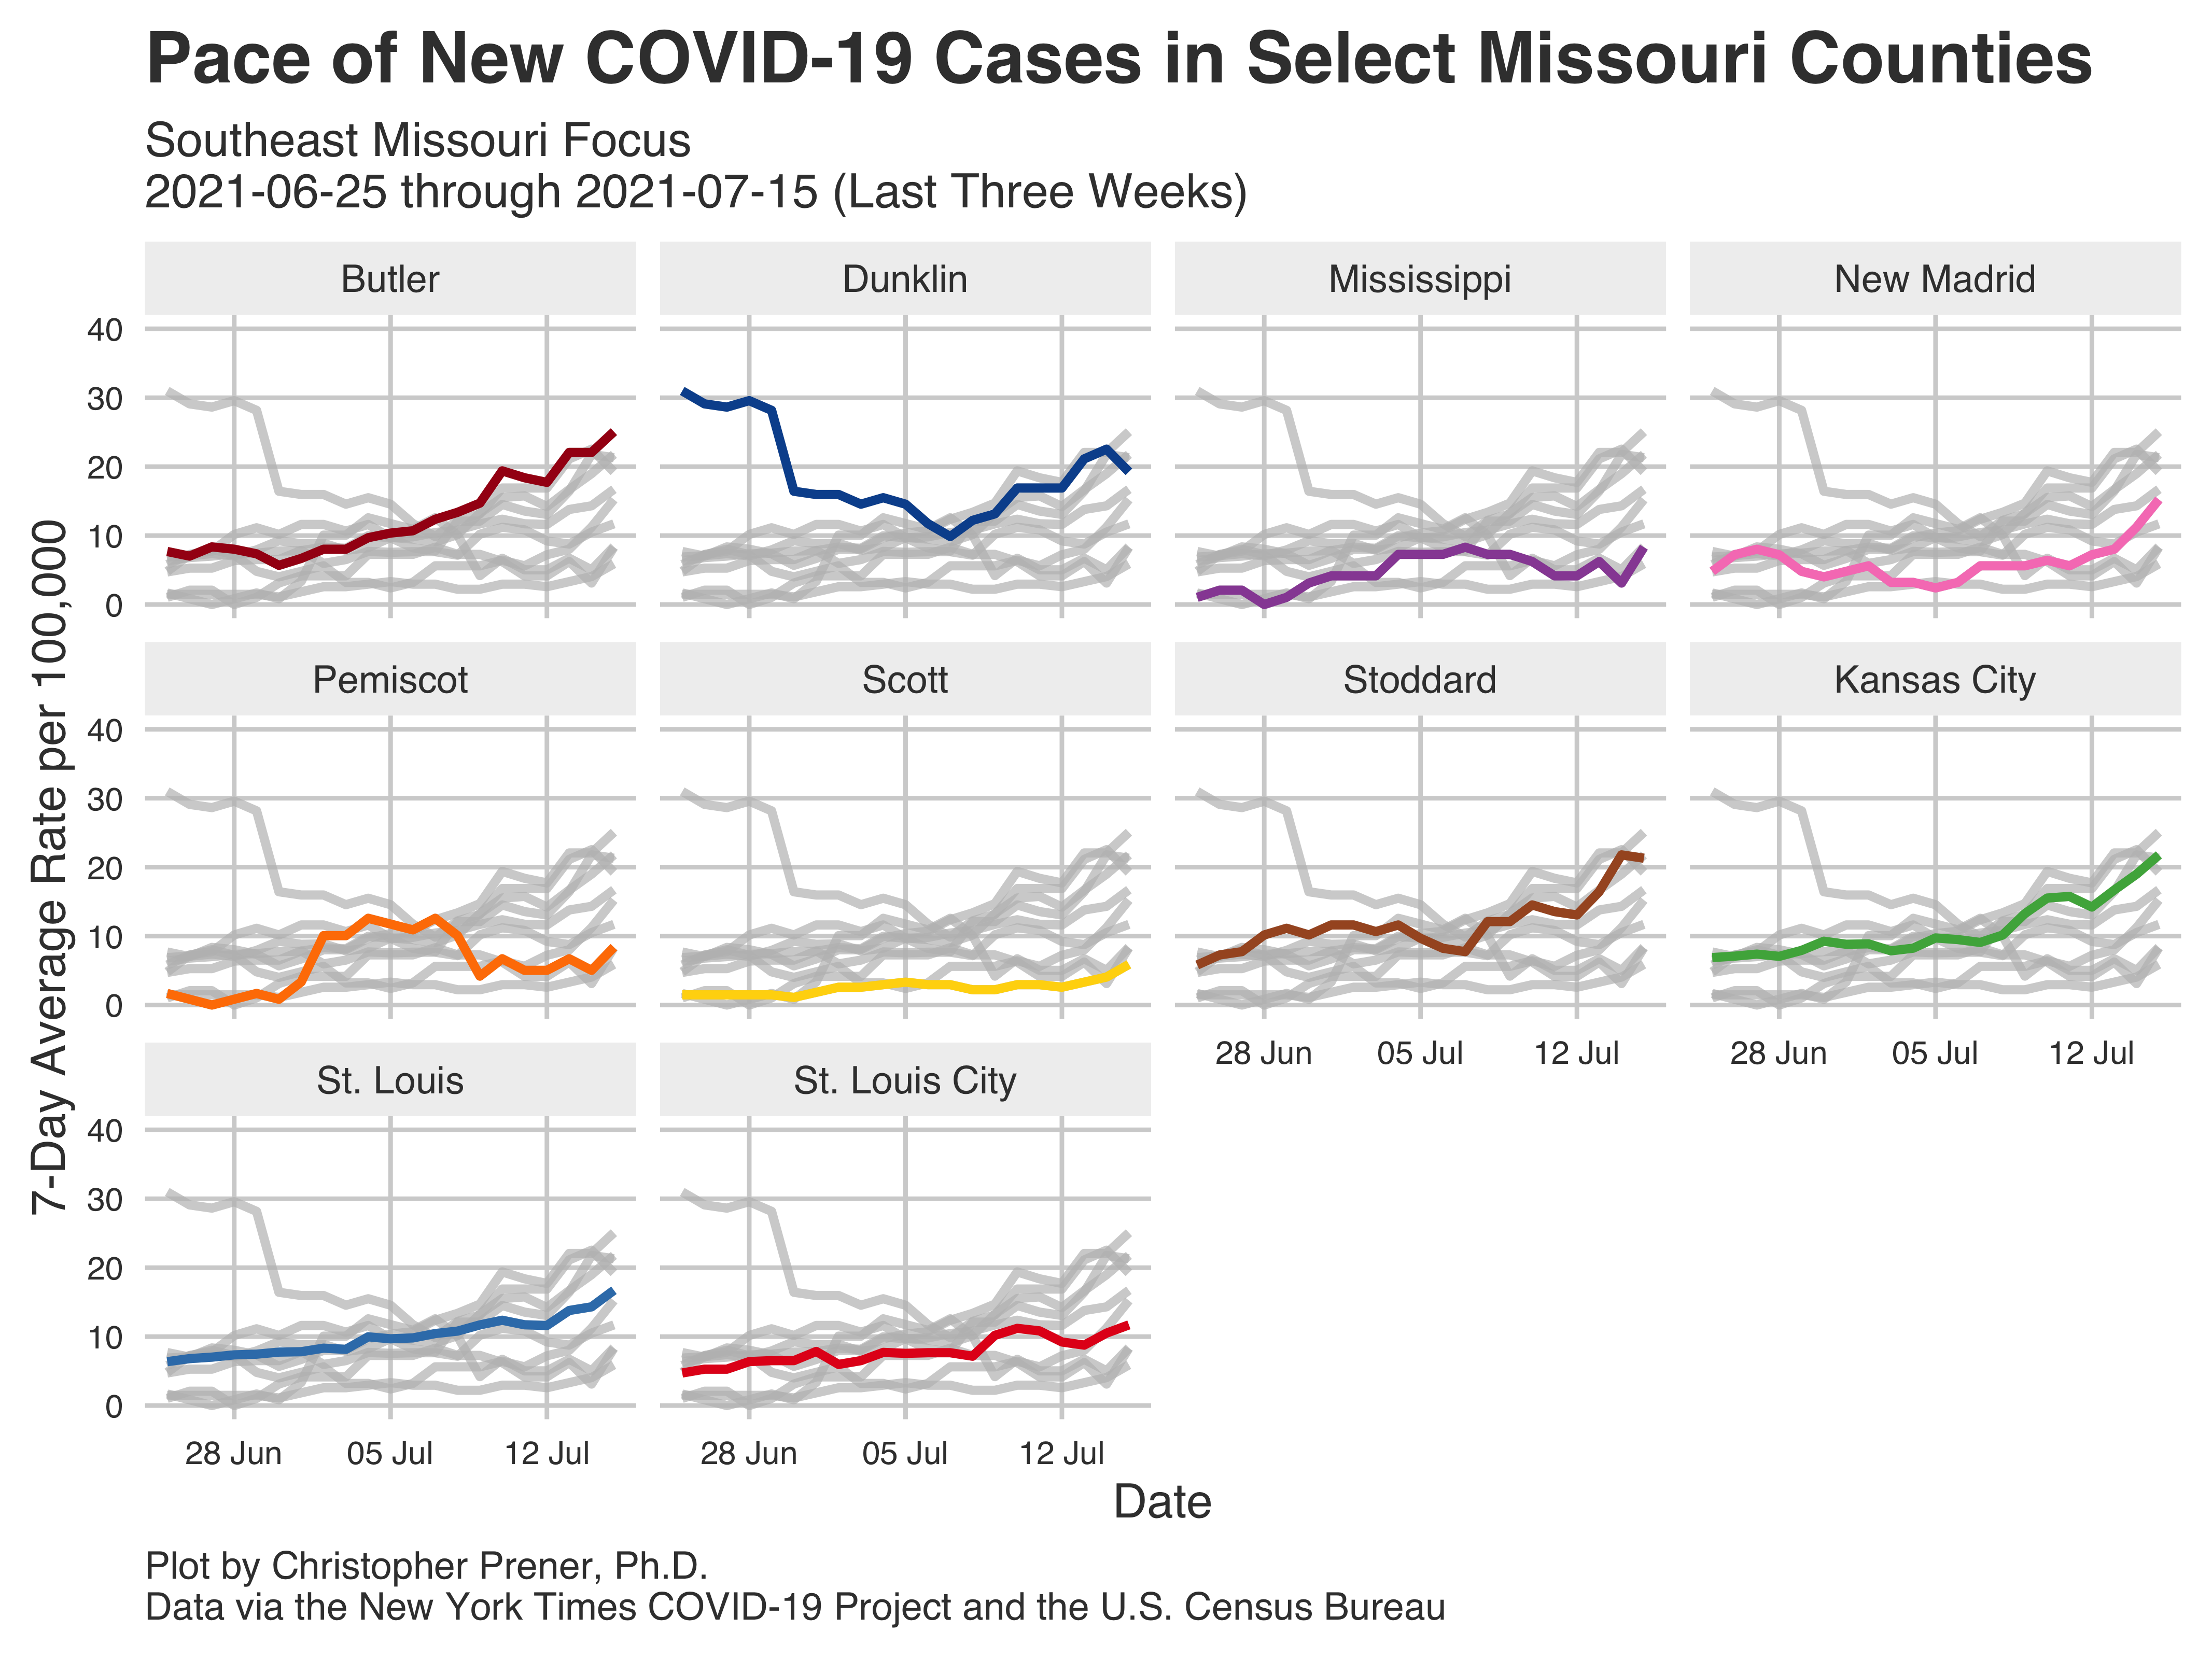 Pace of New COVID-19 Cases in Select Missouri Counties
Southeast Missouri Focus
2021-06-25 through 2021-07-15 (Last Three Weeks)
7-Day Average Rate per 100,000
Butler
Dunklin
Mississippi
New Madrid
40
30
20
10
0
Pemiscot
Scott
Stoddard
Kansas City
40
30
20
10
0
28 Jun
05 Jul
12 Jul
28 Jun
05 Jul
12 Jul
St. Louis
St. Louis City
40
30
20
10
0
28 Jun
05 Jul
12 Jul
28 Jun
05 Jul
12 Jul
Date
Plot by Christopher Prener, Ph.D.
Data via the New York Times COVID-19 Project and the U.S. Census Bureau